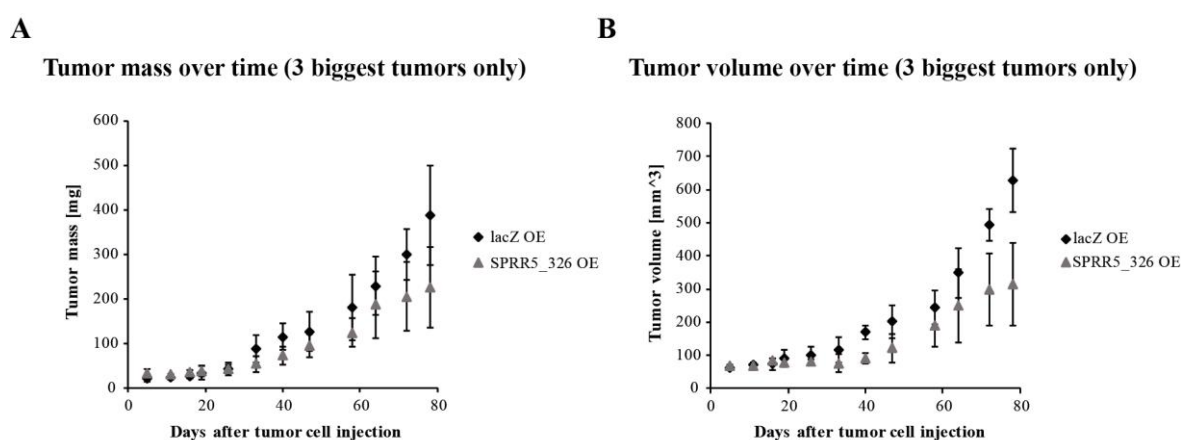 A
Tumor mass over time (3 biggest tumors only)
600
500
400
300
200
100
0
Tumor mass [mg]
0 20 40 60 80
Days after tumor cell injection
lacZ OE
SPRR5_326 OE
B
Tumor volume over time (3 biggest tumors only)
800
700
600
500
400
300
200
100
0
Tumor volume [mm^3]
0 20 40 60 80
Days after tumor cell injection
lacZ OE
SPRR5_326 OE